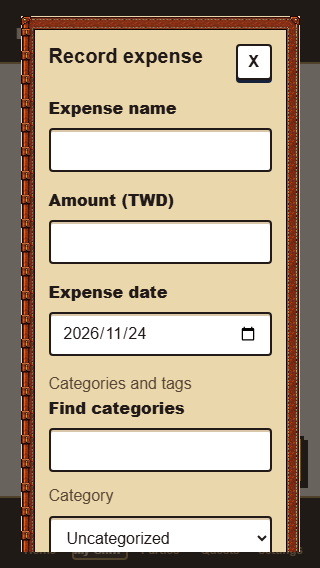 Record expense
X
Expense name
Amount (TWD)
Expense date
2026/11/24
Categories and tags
Find categories
Category
Uncategorized